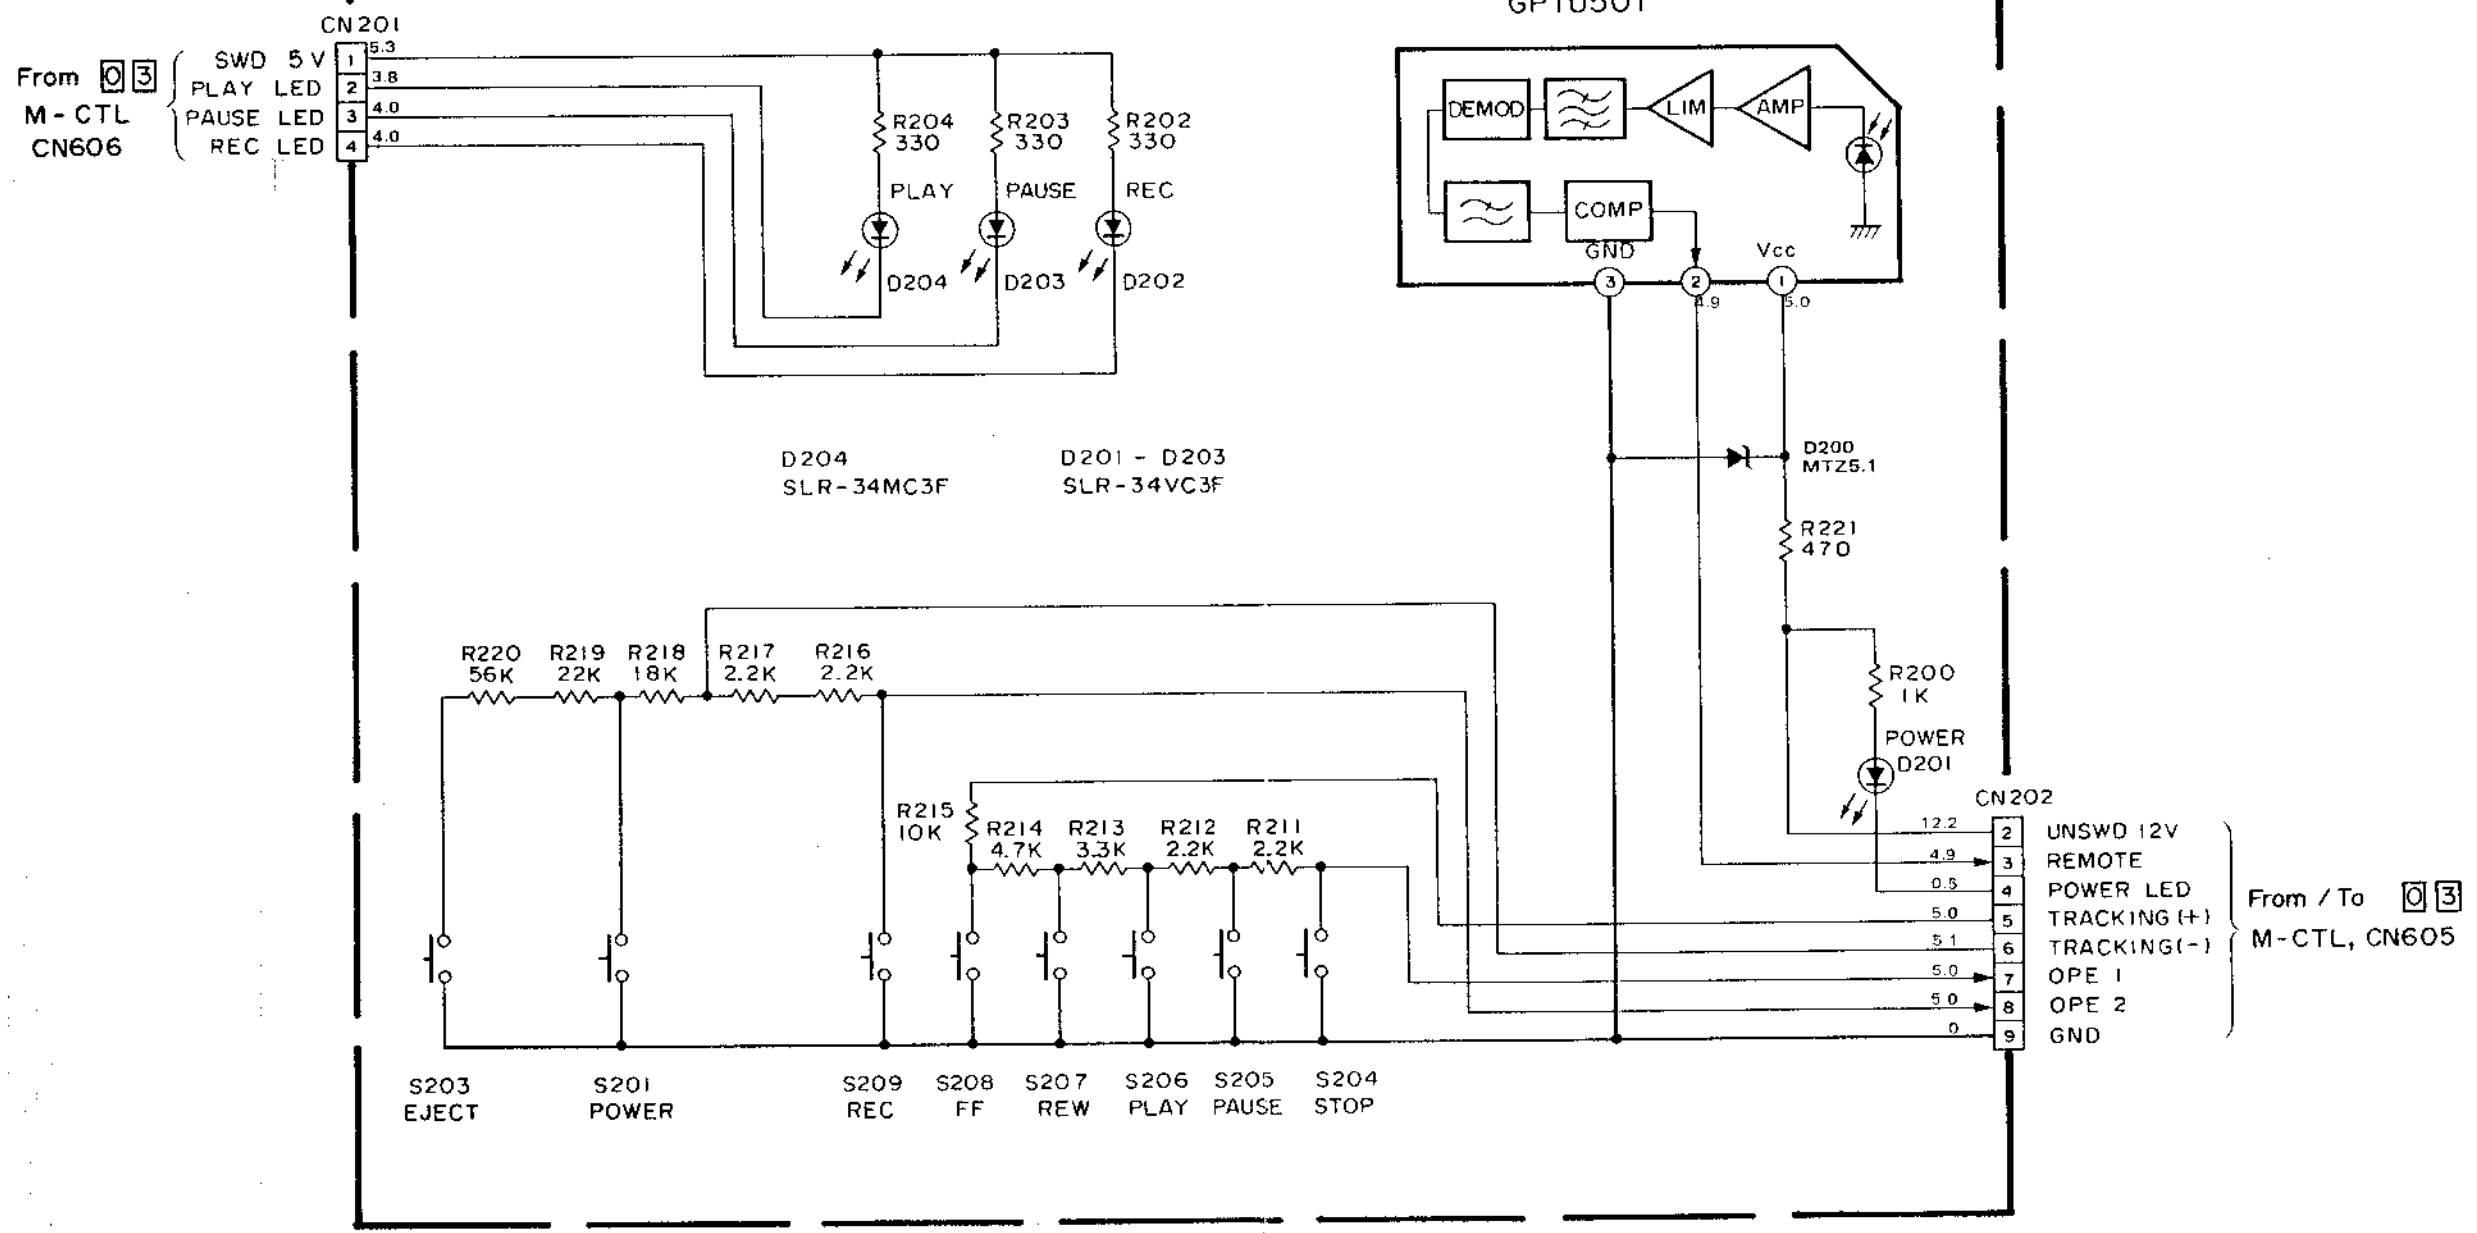 GP1U501
CN201
From 03
M-CTL
CN606
SWD 5V
PLAY LED
PAUSE LED
REC LED
1
2
3
4
5.3
3.8
4.0
4.0
R204
330
R203
330
R202
330
PLAY
PAUSE
REC
D204
D203
D202
DEMOD
LIM
AMP
COMP
GND
Vcc
3
2
1
4.9
5.0
D204
SLR-34MC3F
D201 - D203
SLR-34VC3F
D200
MTZ5.1
R221
470
R220
56K
R219
22K
R218
18K
R217
2.2K
R216
2.2K
R200
1K
POWER
D201
R215
10K
R214
4.7K
R213
3.3K
R212
2.2K
R211
2.2K
CN202
12.2 2 UNSWD 12V
4.9 3 REMOTE
0.5 4 POWER LED
5.0 5 TRACKING(+)
5.1 6 TRACKING(-)
5.0 7 OPE 1
5.0 8 OPE 2
0 9 GND
From / To 03
M-CTL, CN605
S203
EJECT
S201
POWER
S209
REC
S208
FF
S207
REW
S206
PLAY
S205
PAUSE
S204
STOP